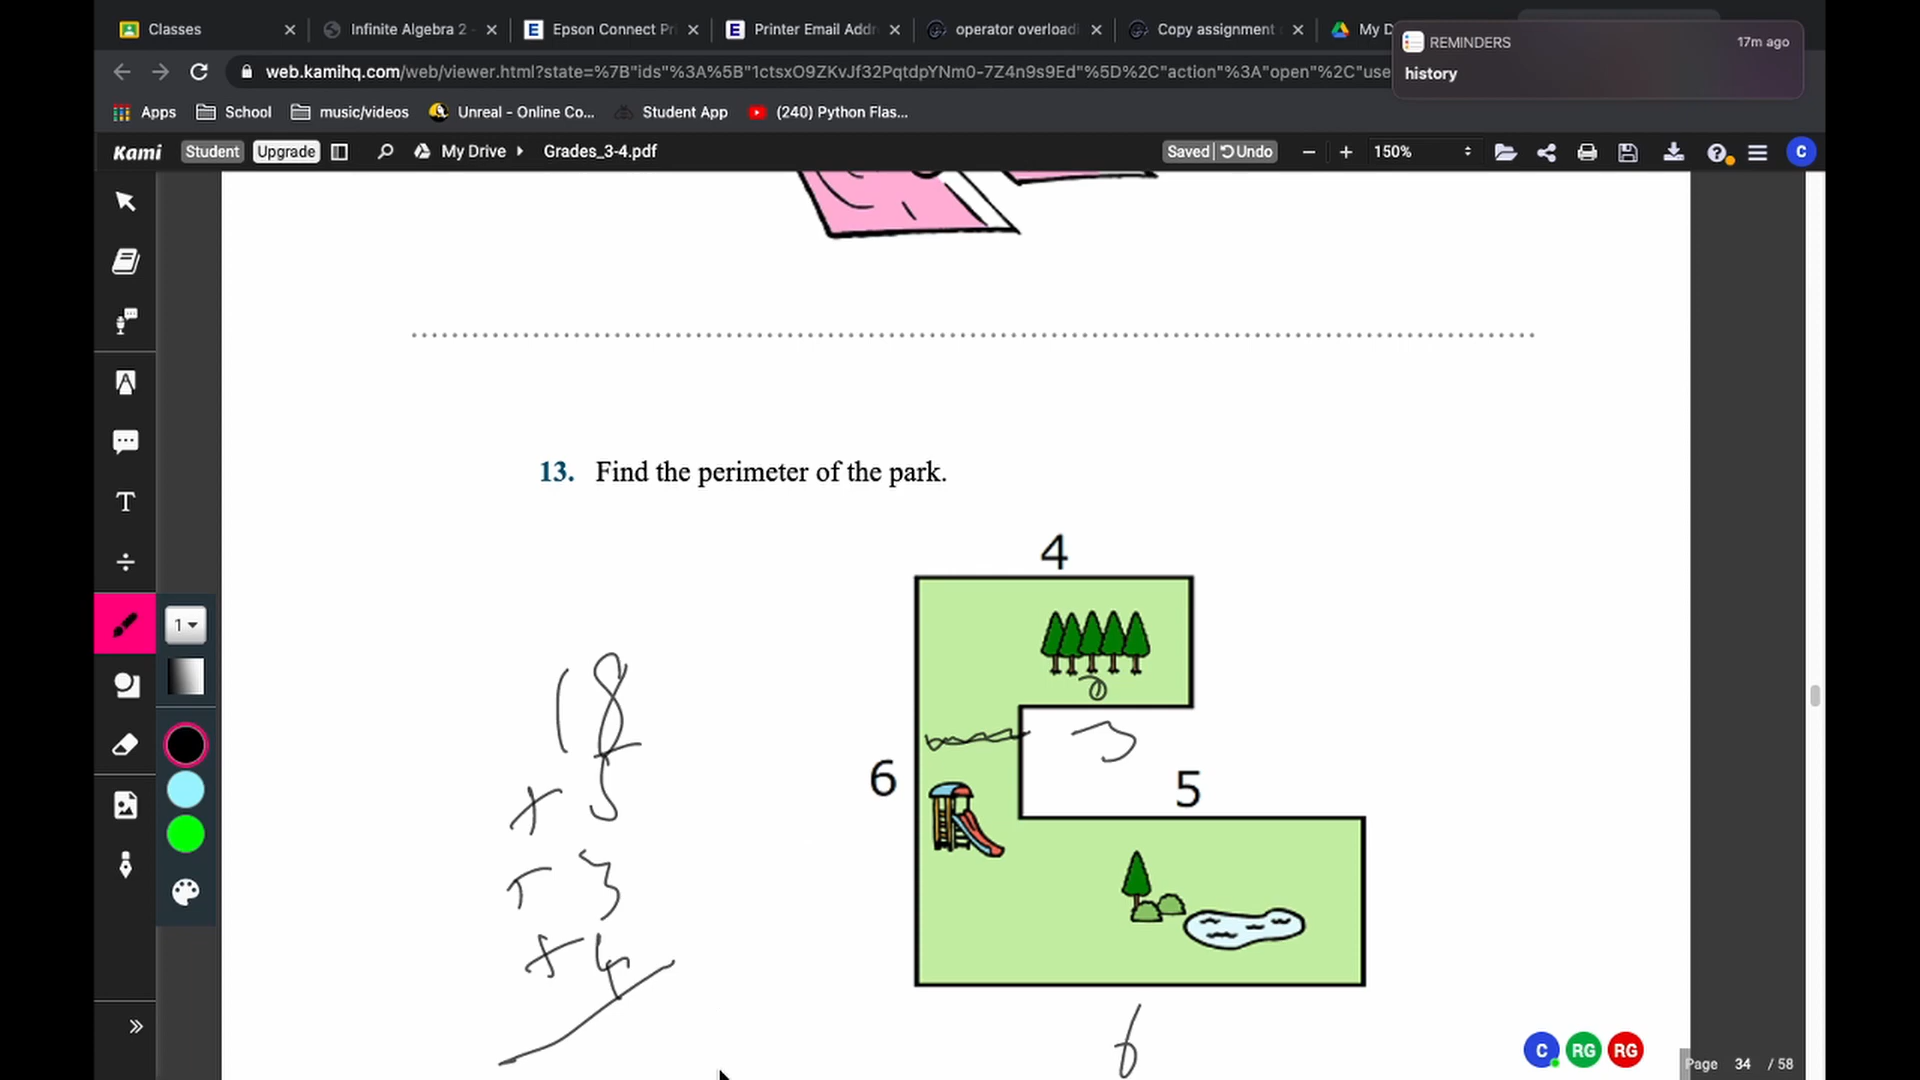 Classes
Infinite Algebra 2 -
Epson Connect Pri
Printer Email Addr
operator overloadi
Copy assignment
My D
REMINDERS
17m ago
history
web.kamihq.com/web/viewer.html?state=%7B"ids"%3A%5B"1ctsxO9ZKvJf32PqtdpYNm0-7Z4n9s9Ed"%5D%2C"action"%3A"open"%2C"use
Apps
School
music/videos
Unreal - Online Co...
Student App
(240) Python Flas...
Kami
Student
Upgrade
My Drive
Grades_3-4.pdf
Saved
Undo
150%
C
13. Find the perimeter of the park.
4
3
6
5
6
18
+ 5
+ 3
+ 4
1
C
RG
RG
Page 34 / 58